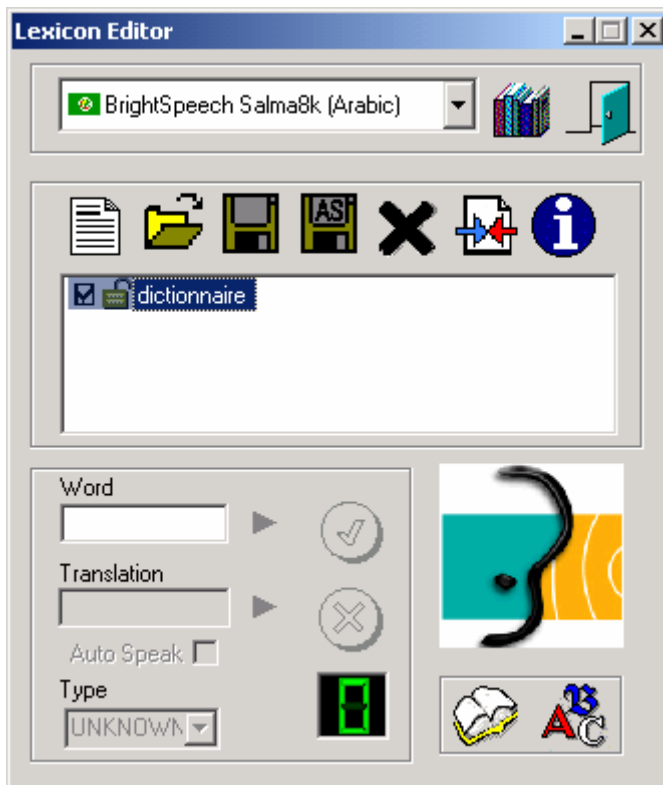 Lexicon Editor
BrightSpeech Salma8k (Arabic)
AS
dictionnaire
Word
Translation
Auto Speak
Type
UNKNOWN
0
A B C